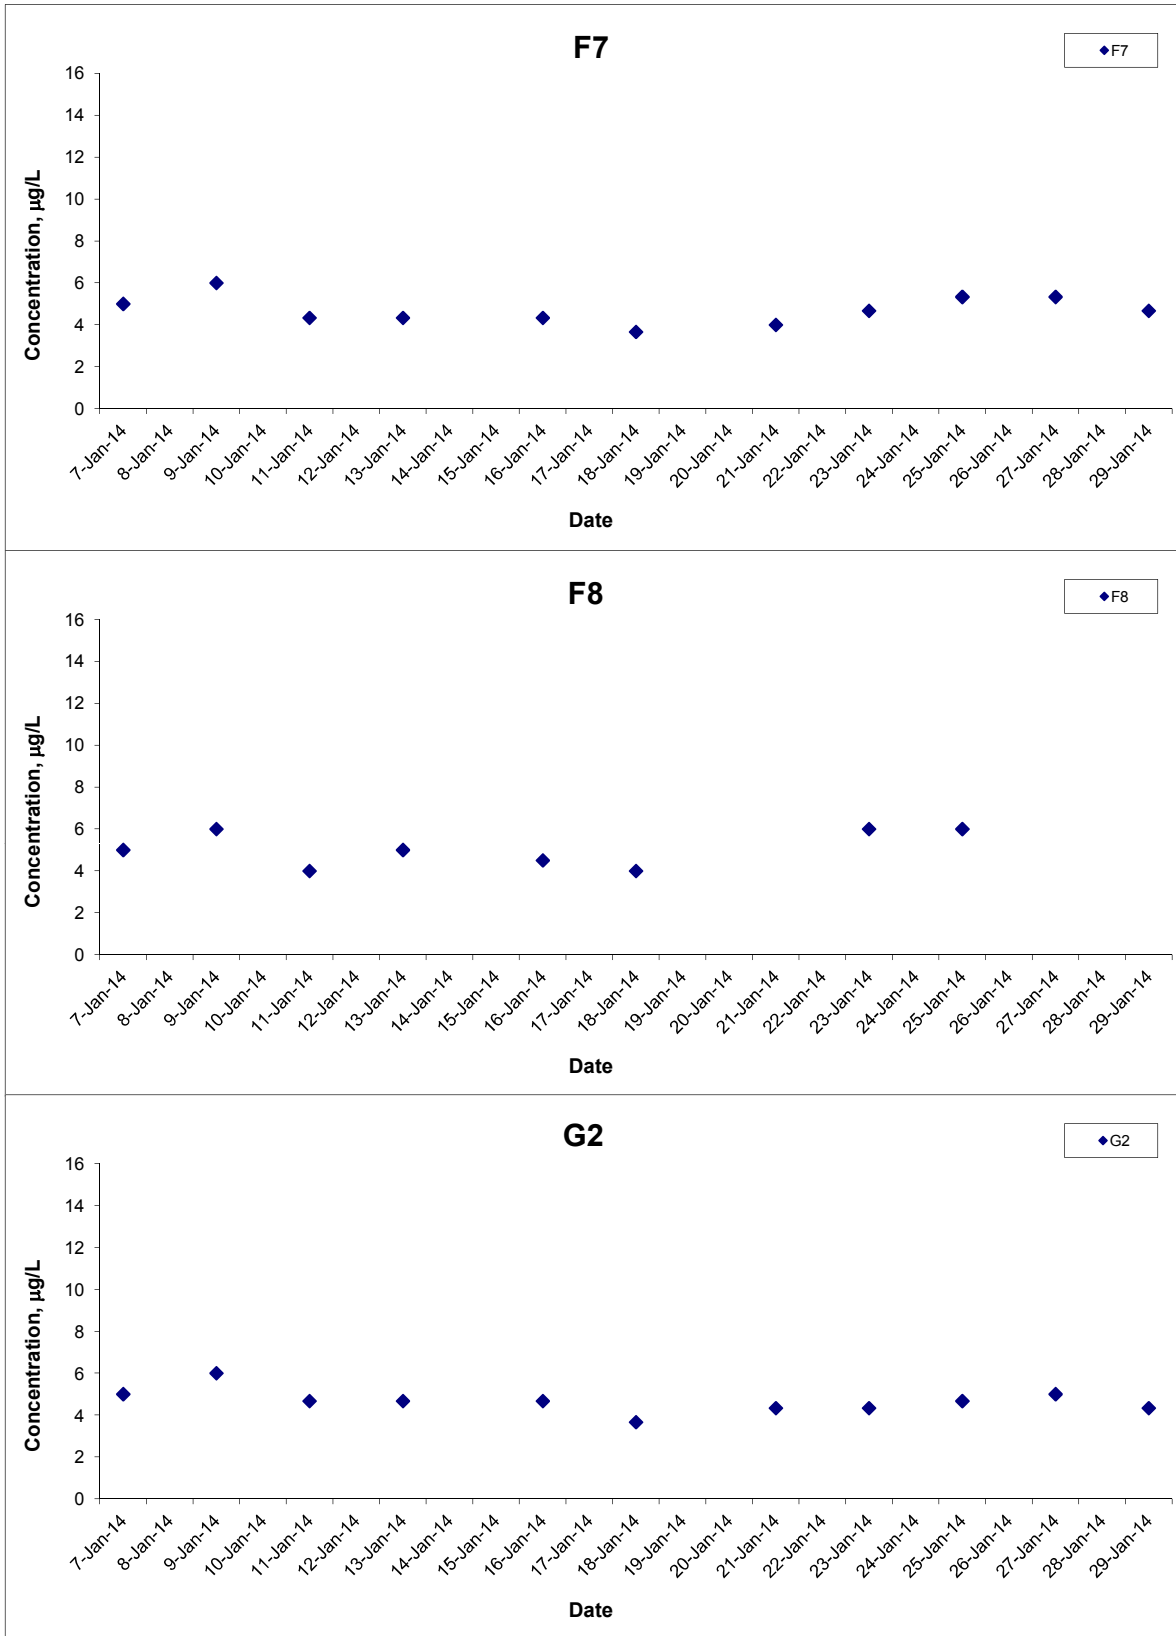 F7
F7
16
14
12
10
8
6
4
2
0
Concentration, µg/L
7-Jan-14
8-Jan-14
9-Jan-14
10-Jan-14
11-Jan-14
12-Jan-14
13-Jan-14
14-Jan-14
15-Jan-14
16-Jan-14
17-Jan-14
18-Jan-14
19-Jan-14
20-Jan-14
21-Jan-14
22-Jan-14
23-Jan-14
24-Jan-14
25-Jan-14
26-Jan-14
27-Jan-14
28-Jan-14
29-Jan-14
Date
F8
F8
16
14
12
10
8
6
4
2
0
Concentration, µg/L
7-Jan-14
8-Jan-14
9-Jan-14
10-Jan-14
11-Jan-14
12-Jan-14
13-Jan-14
14-Jan-14
15-Jan-14
16-Jan-14
17-Jan-14
18-Jan-14
19-Jan-14
20-Jan-14
21-Jan-14
22-Jan-14
23-Jan-14
24-Jan-14
25-Jan-14
26-Jan-14
27-Jan-14
28-Jan-14
29-Jan-14
Date
G2
G2
16
14
12
10
8
6
4
2
0
Concentration, µg/L
7-Jan-14
8-Jan-14
9-Jan-14
10-Jan-14
11-Jan-14
12-Jan-14
13-Jan-14
14-Jan-14
15-Jan-14
16-Jan-14
17-Jan-14
18-Jan-14
19-Jan-14
20-Jan-14
21-Jan-14
22-Jan-14
23-Jan-14
24-Jan-14
25-Jan-14
26-Jan-14
27-Jan-14
28-Jan-14
29-Jan-14
Date